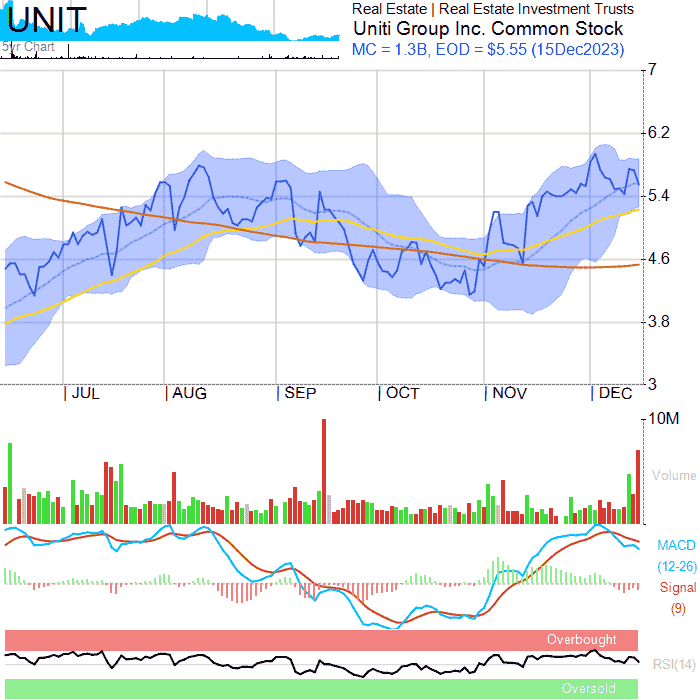 UNIT
5yr Chart
Real Estate | Real Estate Investment Trusts
Uniti Group Inc. Common Stock
MC = 1.3B, EOD = $5.55 (15Dec2023)
7
6.2
5.4
4.6
3.8
3
| JUL | AUG | SEP | OCT | NOV | DEC
10M
Volume
MACD
(12-26)
Signal
(9)
Overbought
RSI(14)
Oversold